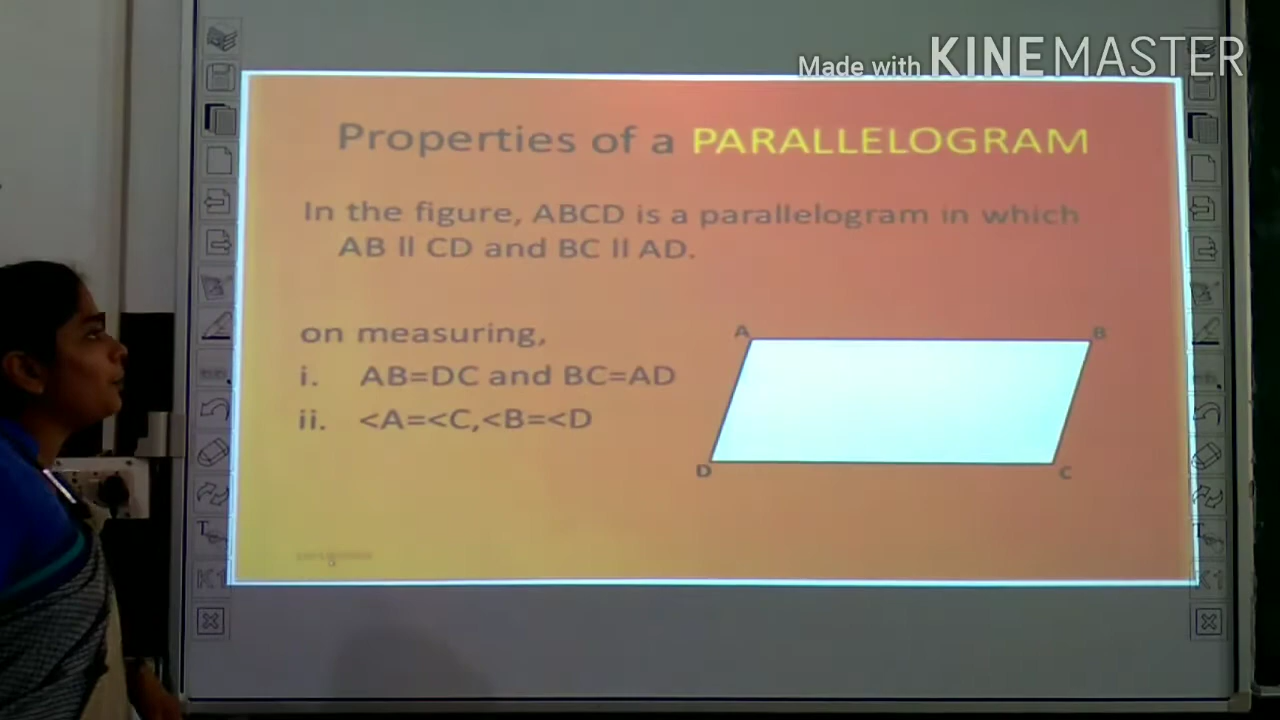 Made with KINEMASTER
Properties of a PARALLELOGRAM
In the figure, ABCD is a parallelogram in which
AB ll CD and BC ll AD.
on measuring,
i. AB=DC and BC=AD
ii. <A=<C,<B=<D
A
B
D
C